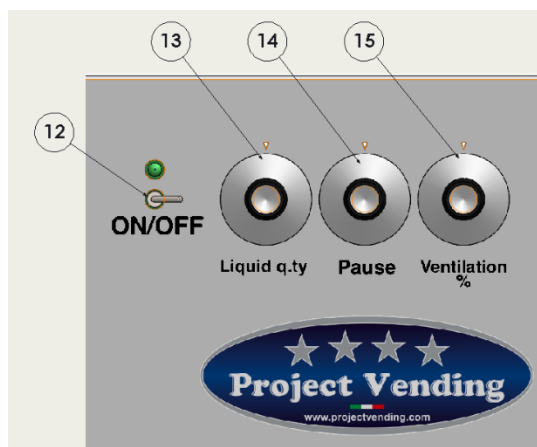 13
14
15
12
ON/OFF
Liquid q.ty
Pause
Ventilation
%
Project Vending
www.projectvending.com